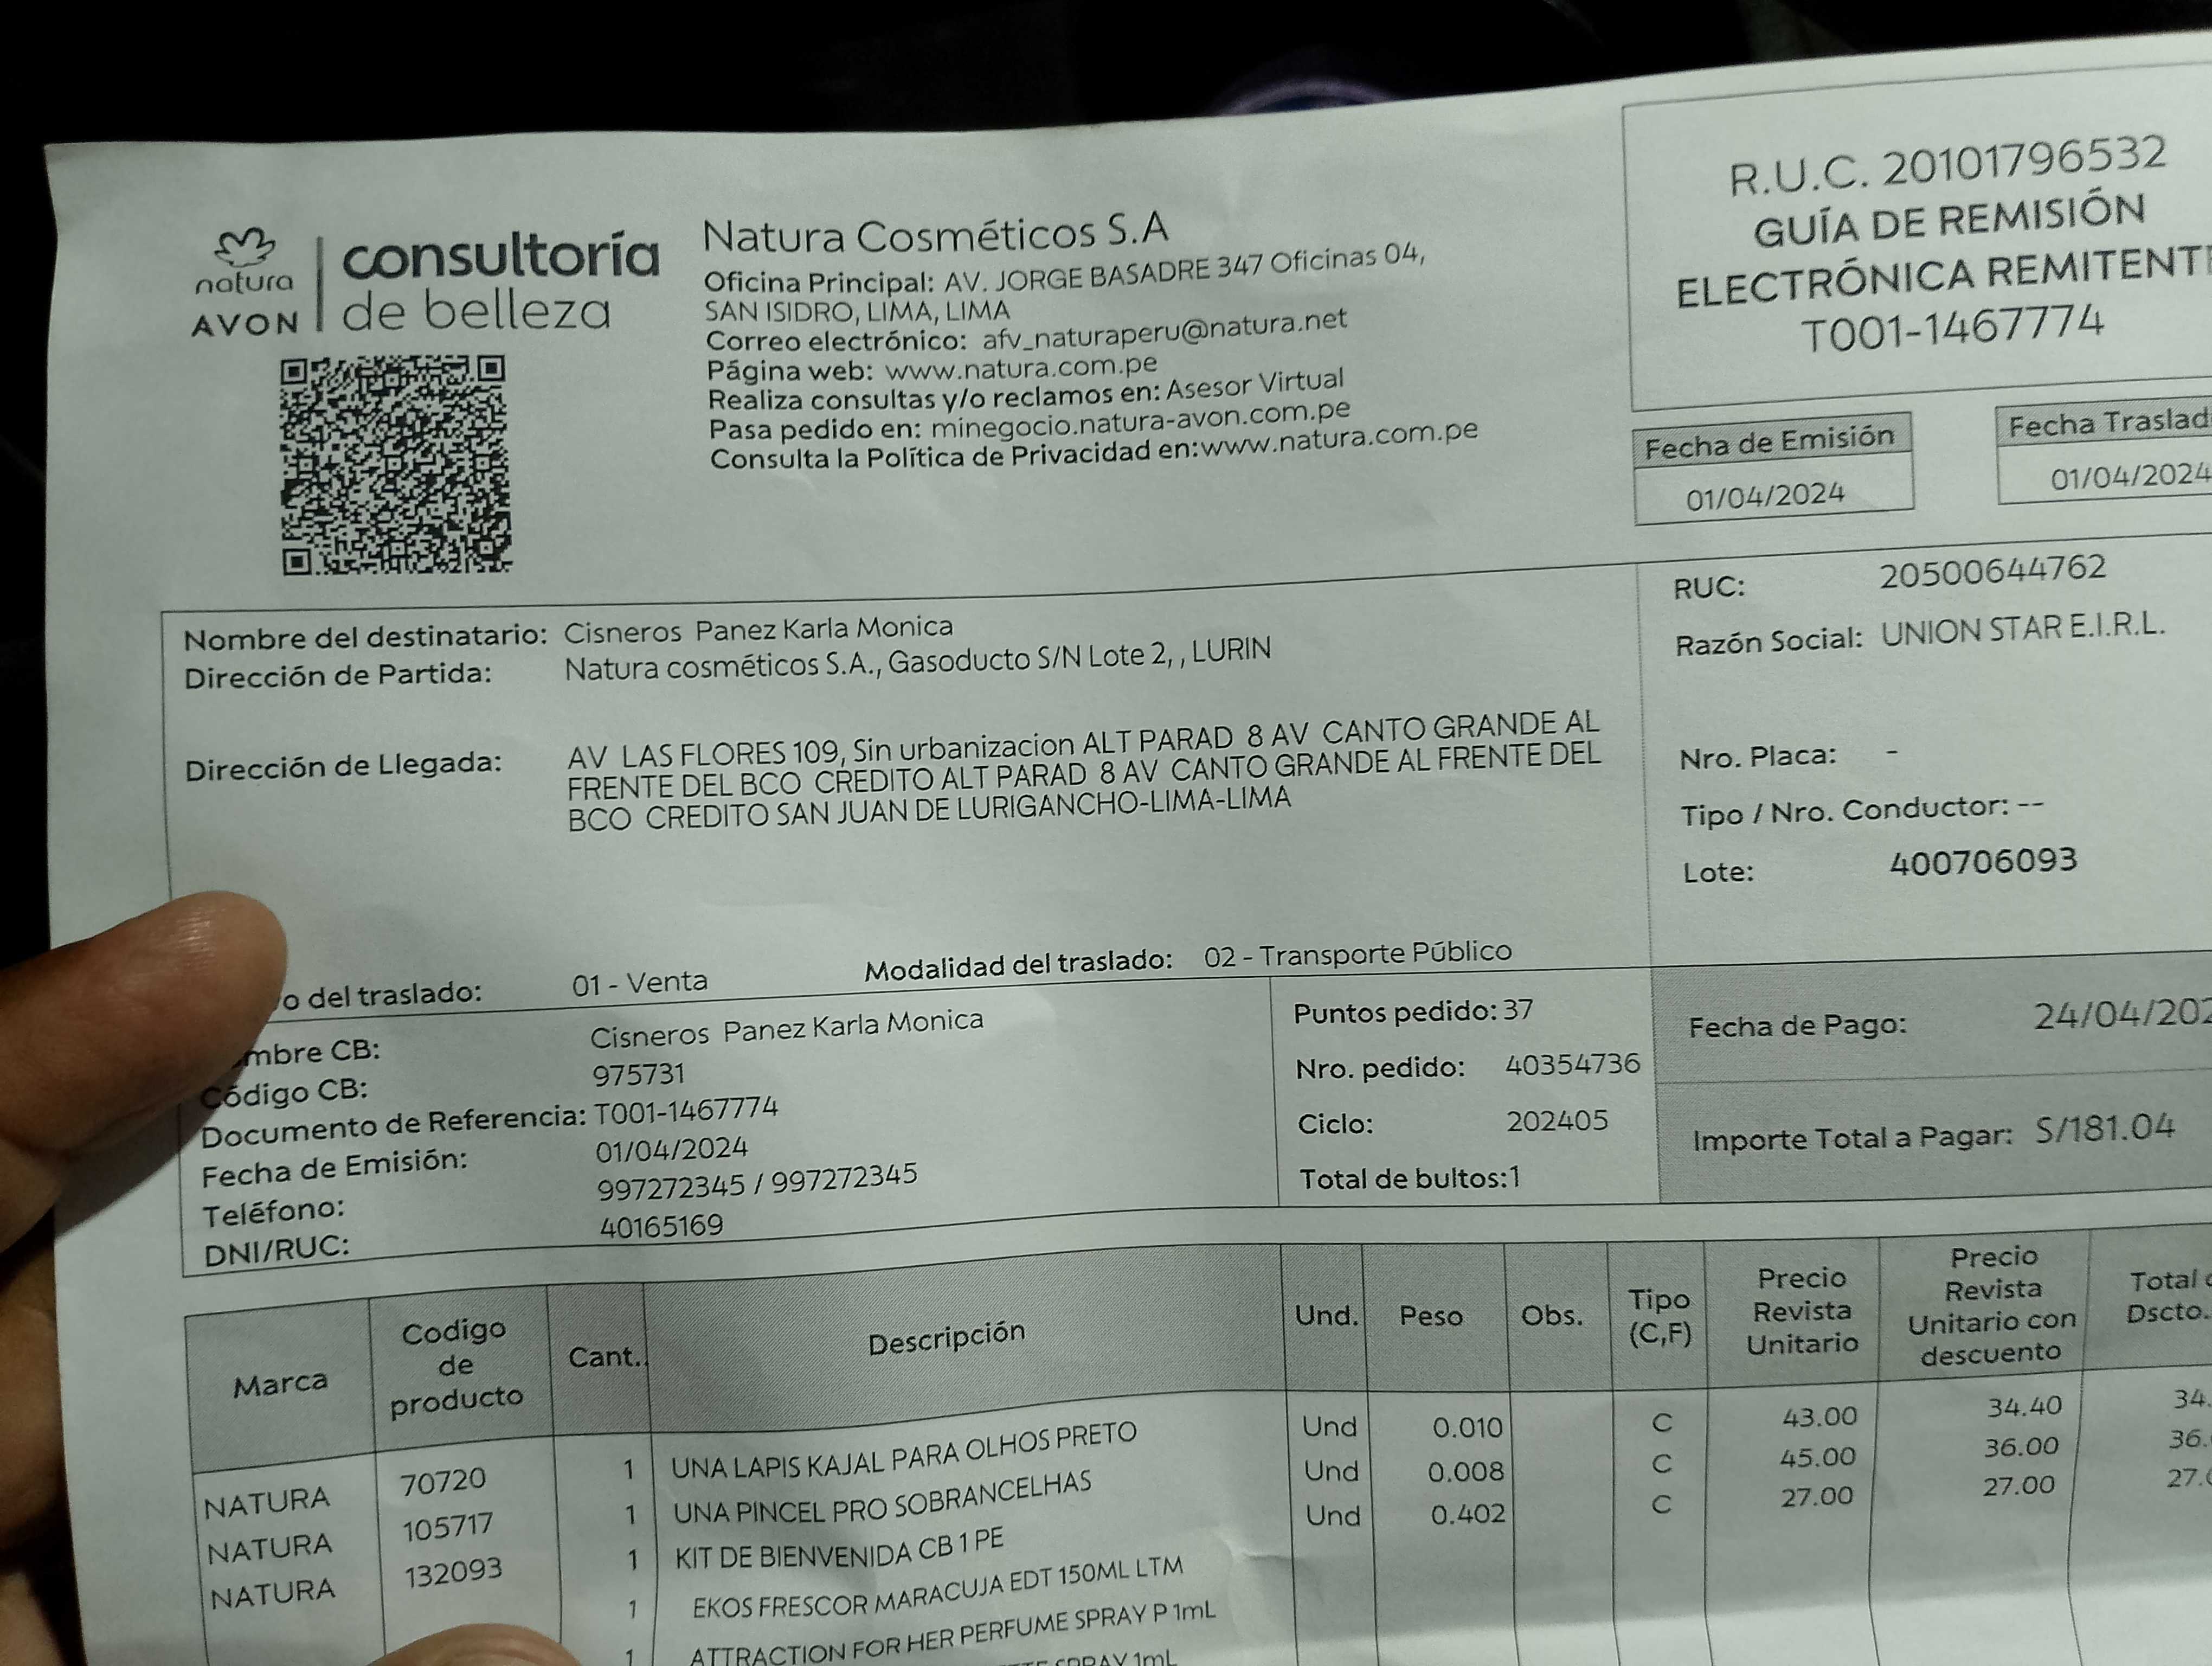 natura
AVON
consultoría
de belleza
Natura Cosméticos S.A
Oficina Principal: AV. JORGE BASADRE 347 Oficinas 04,
SAN ISIDRO, LIMA, LIMA
Correo electrónico: afv_naturaperu@natura.net
Página web: www.natura.com.pe
Realiza consultas y/o reclamos en: Asesor Virtual
Pasa pedido en: minegocio.natura-avon.com.pe
Consulta la Política de Privacidad en:www.natura.com.pe
R.U.C. 20101796532
GUÍA DE REMISIÓN
ELECTRÓNICA REMITENTE
T001-1467774
Fecha de Emisión
01/04/2024
Fecha Traslad
01/04/2024
Nombre del destinatario: Cisneros Panez Karla Monica
Dirección de Partida: Natura cosméticos S.A., Gasoducto S/N Lote 2, , LURIN
Dirección de Llegada: AV LAS FLORES 109, Sin urbanizacion ALT PARAD 8 AV CANTO GRANDE AL
FRENTE DEL BCO CREDITO ALT PARAD 8 AV CANTO GRANDE AL FRENTE DEL
BCO CREDITO SAN JUAN DE LURIGANCHO-LIMA-LIMA
RUC: 20500644762
Razón Social: UNION STAR E.I.R.L.
Nro. Placa: -
Tipo / Nro. Conductor: --
Lote: 400706093
o del traslado: 01 - Venta Modalidad del traslado: 02 - Transporte Público
mbre CB: Cisneros Panez Karla Monica
Código CB: 975731
Documento de Referencia: T001-1467774
Fecha de Emisión: 01/04/2024
Teléfono: 997272345 / 997272345
DNI/RUC: 40165169
Puntos pedido: 37
Nro. pedido: 40354736
Ciclo: 202405
Total de bultos:1
Fecha de Pago: 24/04/202
Importe Total a Pagar: S/181.04
Marca Codigo de producto Cant. Descripción Und. Peso Obs. Tipo (C,F) Precio Revista Unitario Precio Revista Unitario con descuento Total Dscto.
NATURA 70720 1 UNA LAPIS KAJAL PARA OLHOS PRETO Und 0.010 C 43.00 34.40 34.
NATURA 105717 1 UNA PINCEL PRO SOBRANCELHAS Und 0.008 C 45.00 36.00 36.
NATURA 132093 1 KIT DE BIENVENIDA CB 1 PE Und 0.402 C 27.00 27.00 27.
1 EKOS FRESCOR MARACUJA EDT 150ML LTM
1 ATTRACTION FOR HER PERFUME SPRAY P 1mL
SPRAY 1mL